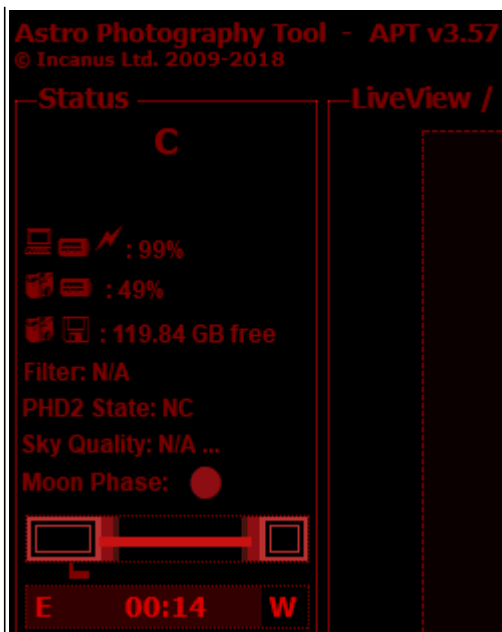 Astro Photography Tool - APT v3.57
© Incanus Ltd. 2009-2018
Status
LiveView /
C
: 99%
: 49%
: 119.84 GB free
Filter: N/A
PHD2 State: NC
Sky Quality: N/A ...
Moon Phase:
E 00:14 W